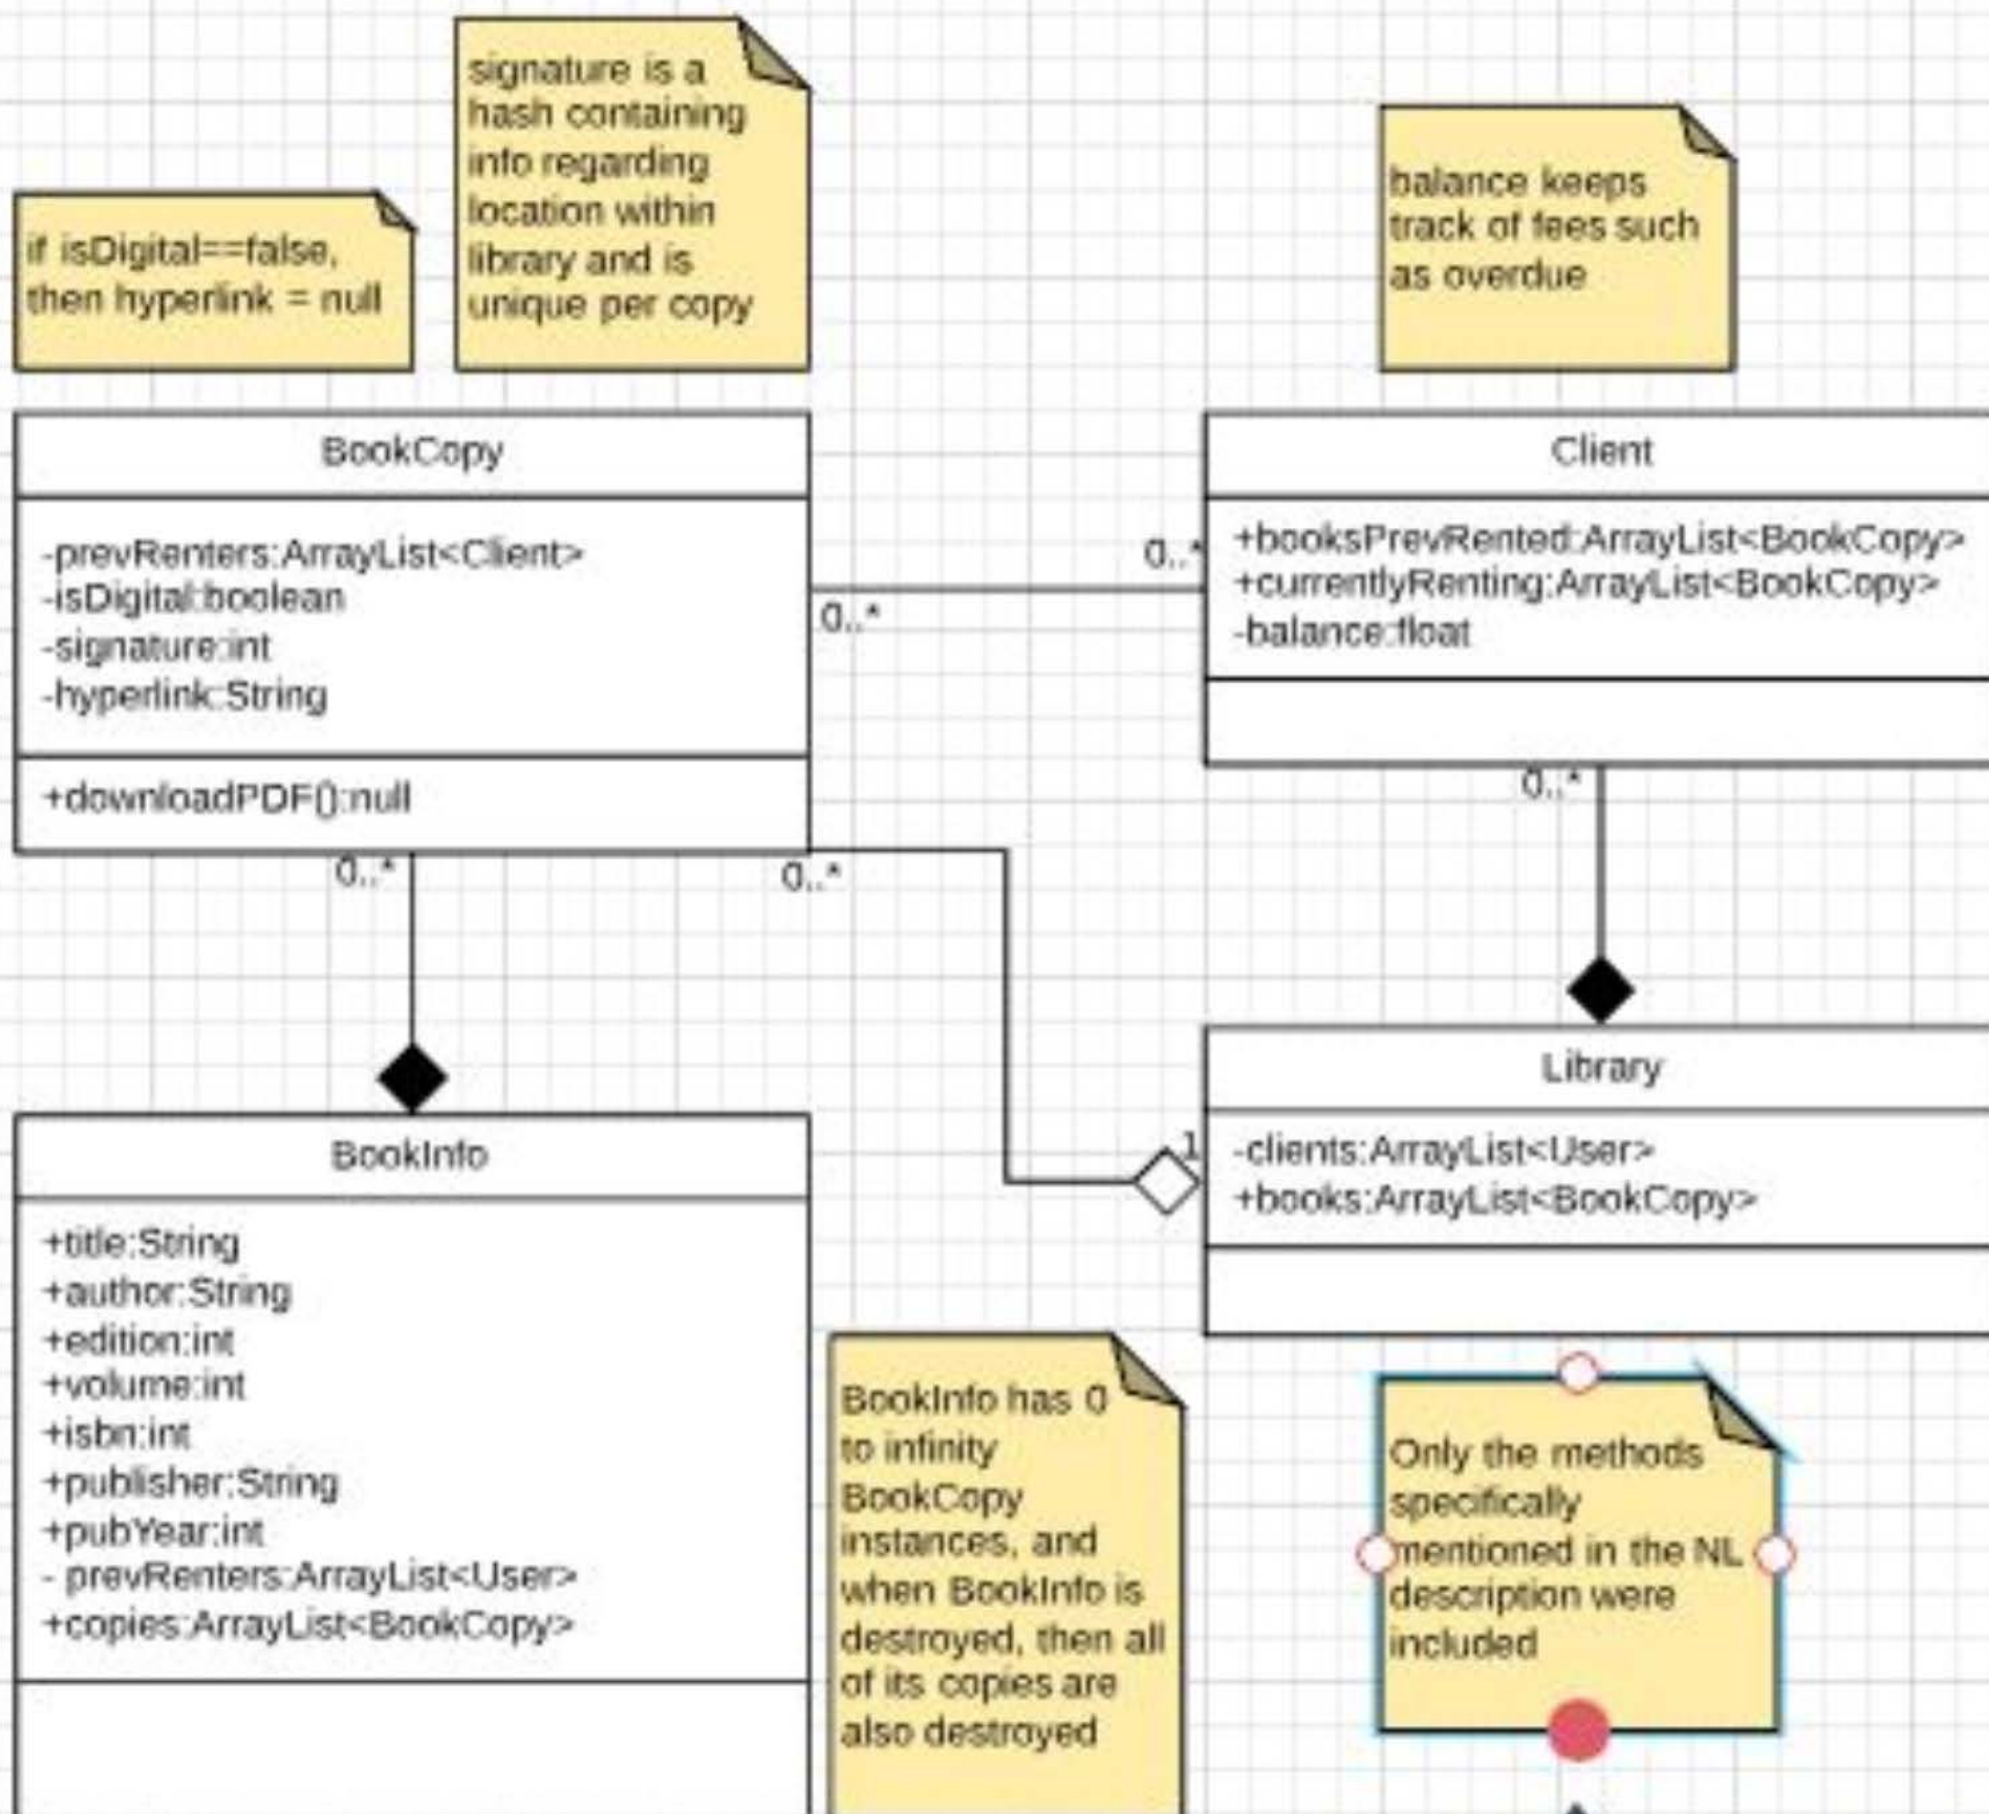 signature is a
hash containing
info regarding
location within
library and is
unique per copy
if isDigital==false,
then hyperlink = null
balance keeps
track of fees such
as overdue
BookCopy
-prevRenters:ArrayList<Client>
-isDigital:boolean
-signature:int
-hyperlink:String
+downloadPDF():null
0..*
0..*
Client
+booksPrevRented:ArrayList<BookCopy>
+currentlyRenting:ArrayList<BookCopy>
-balance:float
0..*
0..*
0..*
1
Library
-clients:ArrayList<User>
+books:ArrayList<BookCopy>
BookInfo
+title:String
+author:String
+edition:int
+volume:int
+isbn:int
+publisher:String
+pubYear:int
- prevRenters:ArrayList<User>
+copies:ArrayList<BookCopy>
BookInfo has 0
to infinity
BookCopy
instances, and
when BookInfo is
destroyed, then all
of its copies are
also destroyed
Only the methods
specifically
mentioned in the NL
description were
included